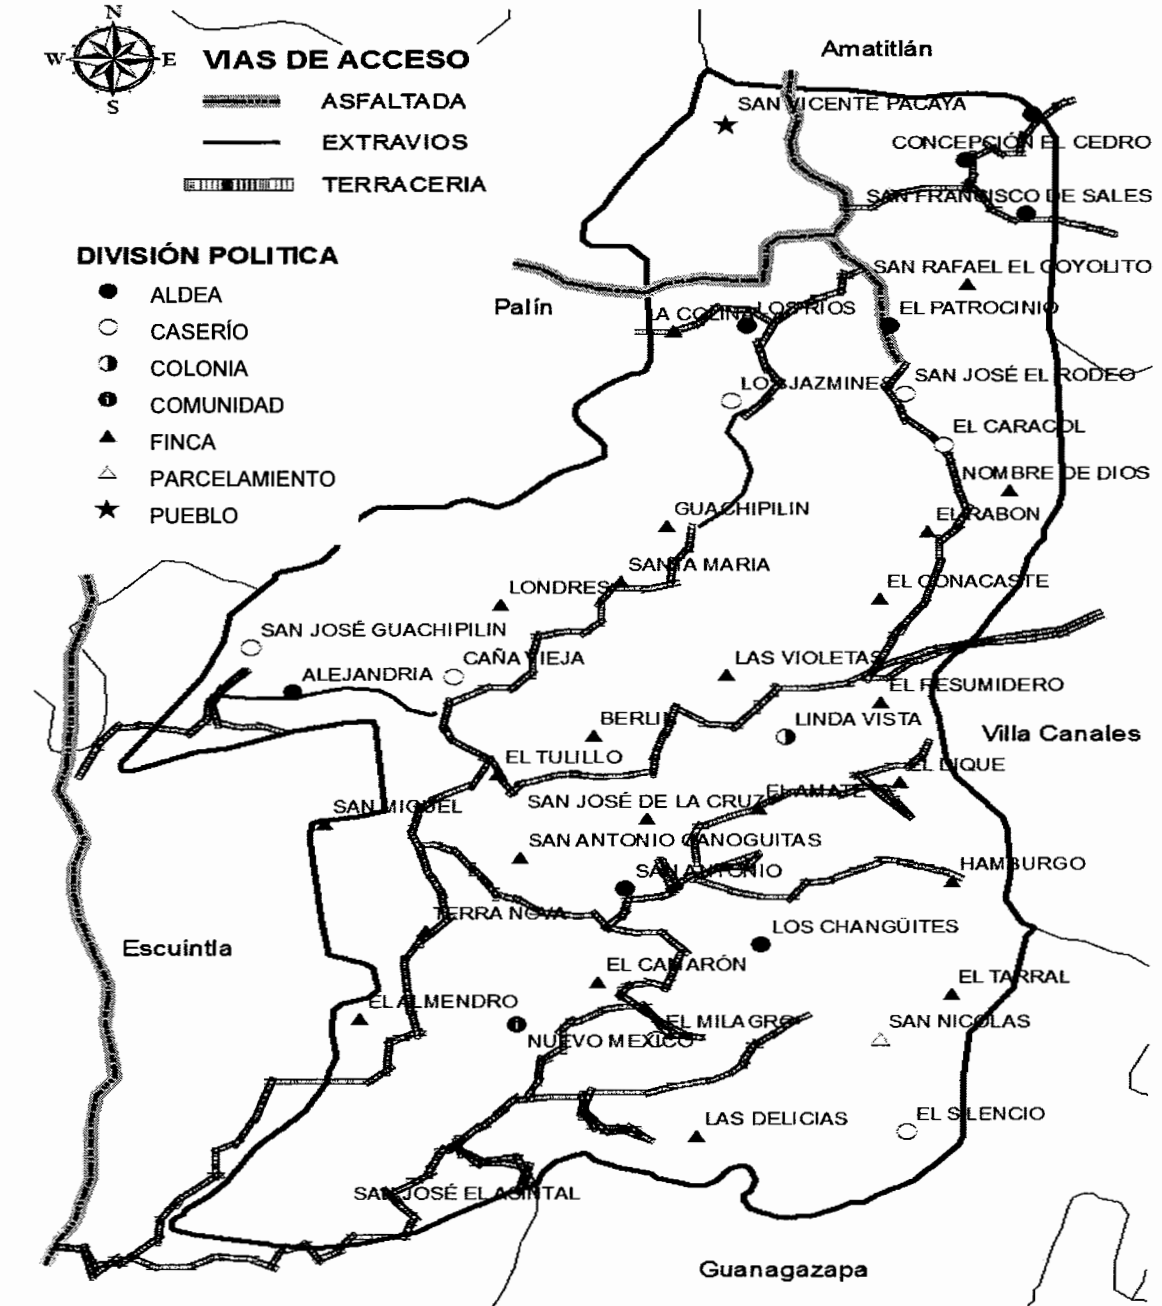 N
W E
S
VIAS DE ACCESO
ASFALTADA
EXTRAVIOS
TERRACERIA
DIVISIÓN POLITICA
ALDEA
CASERÍO
COLONIA
COMUNIDAD
FINCA
PARCELAMIENTO
PUEBLO
Amatitlán
SAN VICENTE PACAYA
CONCEPCIÓN EL CEDRO
SAN FRANCISCO DE SALES
SAN RAFAEL EL COYOLITO
Palín
LA COLINA
LOS RÍOS
EL PATROCINIO
LOS JAZMINES
SAN JOSÉ EL RODEO
EL CARACOL
NOMBRE DE DIOS
GUACHIPILIN
EL RABON
SANTA MARIA
LONDRES
EL CONACASTE
SAN JOSÉ GUACHIPILIN
CAÑA VIEJA
LAS VIOLETAS
ALEJANDRIA
EL RESUMIDERO
BERLIN
LINDA VISTA
Villa Canales
EL TULILLO
EL DIQUE
SAN MIGUEL
SAN JOSÉ DE LA CRUZ
EL AMATE
SAN ANTONIO CANOGUITAS
SAN ANTONIO
HAMBURGO
TERRA NOVA
LOS CHANGÜITES
Escuintla
EL CAMARÓN
EL TARRAL
EL ALMENDRO
EL MILAGRO
SAN NICOLAS
NUEVO MEXICO
LAS DELICIAS
EL SILENCIO
SAN JOSÉ EL ASINTAL
Guanagazapa